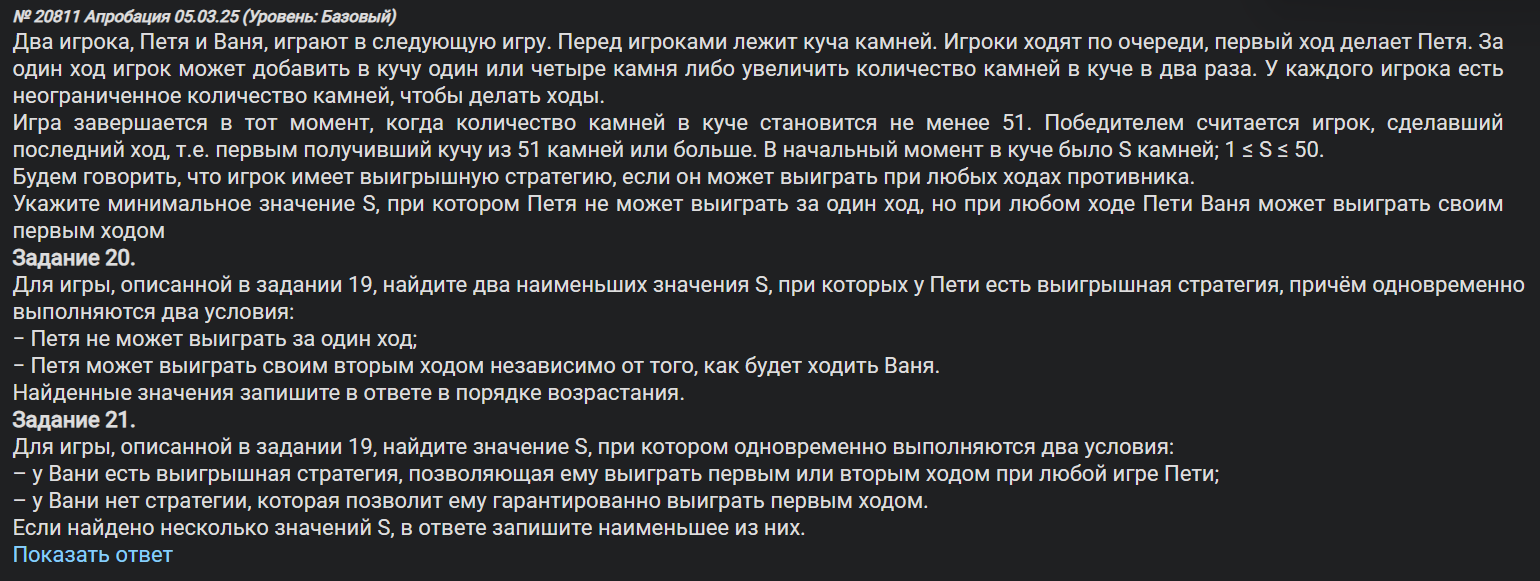 № 20811 Апробация 05.03.25 (Уровень: Базовый)
Два игрока, Петя и Ваня, играют в следующую игру. Перед игроками лежит куча камней. Игроки ходят по очереди, первый ход делает Петя. За
один ход игрок может добавить в кучу один или четыре камня либо увеличить количество камней в куче в два раза. У каждого игрока есть
неограниченное количество камней, чтобы делать ходы.
Игра завершается в тот момент, когда количество камней в куче становится не менее 51. Победителем считается игрок, сделавший
последний ход, т.е. первым получивший кучу из 51 камней или больше. В начальный момент в куче было S камней; 1 ≤ S ≤ 50.
Будем говорить, что игрок имеет выигрышную стратегию, если он может выиграть при любых ходах противника.
Укажите минимальное значение S, при котором Петя не может выиграть за один ход, но при любом ходе Пети Ваня может выиграть своим
первым ходом
Задание 20.
Для игры, описанной в задании 19, найдите два наименьших значения S, при которых у Пети есть выигрышная стратегия, причём одновременно
выполняются два условия:
− Петя не может выиграть за один ход;
− Петя может выиграть своим вторым ходом независимо от того, как будет ходить Ваня.
Найденные значения запишите в ответе в порядке возрастания.
Задание 21.
Для игры, описанной в задании 19, найдите значение S, при котором одновременно выполняются два условия:
– у Вани есть выигрышная стратегия, позволяющая ему выиграть первым или вторым ходом при любой игре Пети;
– у Вани нет стратегии, которая позволит ему гарантированно выиграть первым ходом.
Если найдено несколько значений S, в ответе запишите наименьшее из них.
Показать ответ